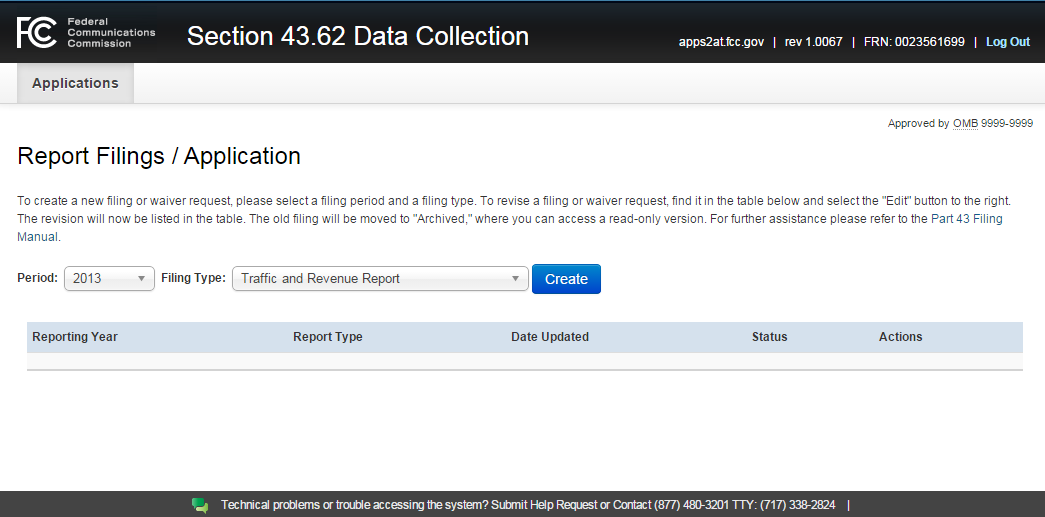 FCC Federal Communications Commission
Section 43.62 Data Collection
apps2at.fcc.gov | rev 1.0067 | FRN: 0023561699 | Log Out
Applications
Approved by OMB 9999-9999
Report Filings / Application
To create a new filing or waiver request, please select a filing period and a filing type. To revise a filing or waiver request, find it in the table below and select the "Edit" button to the right.
The revision will now be listed in the table. The old filing will be moved to "Archived," where you can access a read-only version. For further assistance please refer to the Part 43 Filing
Manual.
Period: 2013 Filing Type: Traffic and Revenue Report Create
Reporting Year Report Type Date Updated Status Actions
Technical problems or trouble accessing the system? Submit Help Request or Contact (877) 480-3201 TTY: (717) 338-2824 |